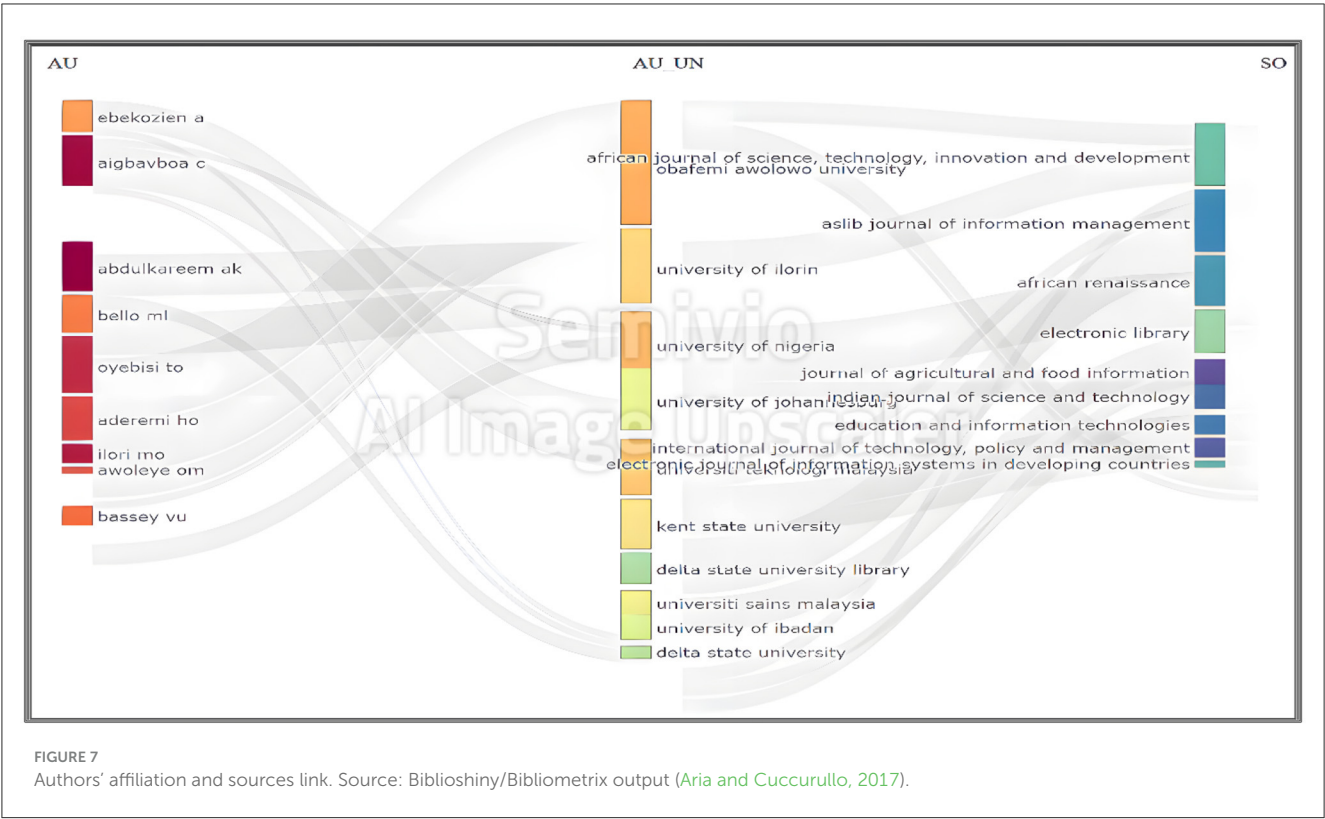 AU
AU_UN
SO
ebekozien a
aigbavboa c
abdulkareem ak
bello ml
oyebisi to
aderemi ho
ilori mo
awoleye om
bassey vu
obafemi awolowo university
university of ilorin
university of nigeria
university of johannesburg
universiti teknologi malaysia
kent state university
delta state university library
universiti sains malaysia
university of ibadan
delta state university
african journal of science, technology, innovation and development
aslib journal of information management
african renaissance
electronic library
journal of agricultural and food information
indian journal of science and technology
education and information technologies
international journal of technology, policy and management
electronic journal of information systems in developing countries
Semivio
AI Image Upscaler
FIGURE 7
Authors’ affiliation and sources link. Source: Biblioshiny/Bibliometrix output (Aria and Cuccurullo, 2017).